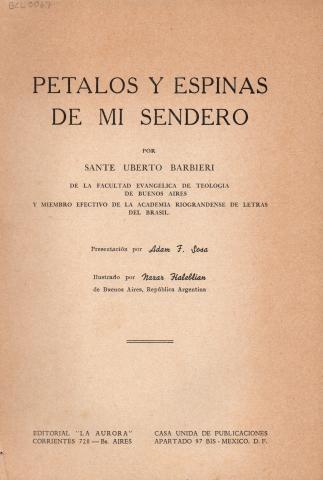 BCL0067
PETALOS Y ESPINAS
DE MI SENDERO
POR
SANTE UBERTO BARBIERI
DE LA FACULTAD EVANGELICA DE TEOLOGIA
DE BUENOS AIRES
Y MIEMBRO EFECTIVO DE LA ACADEMIA RIOGRANDENSE DE LETRAS
DEL BRASIL.
Presentación por Adam F. Sosa
Ilustrado por Nazar Haleblian
de Buenos Aires, República Argentina
EDITORIAL "LA AURORA"
CORRIENTES 728 — Bs. AIRES
CASA UNIDA DE PUBLICACIONES
APARTADO 97 BIS - MEXICO, D. F.